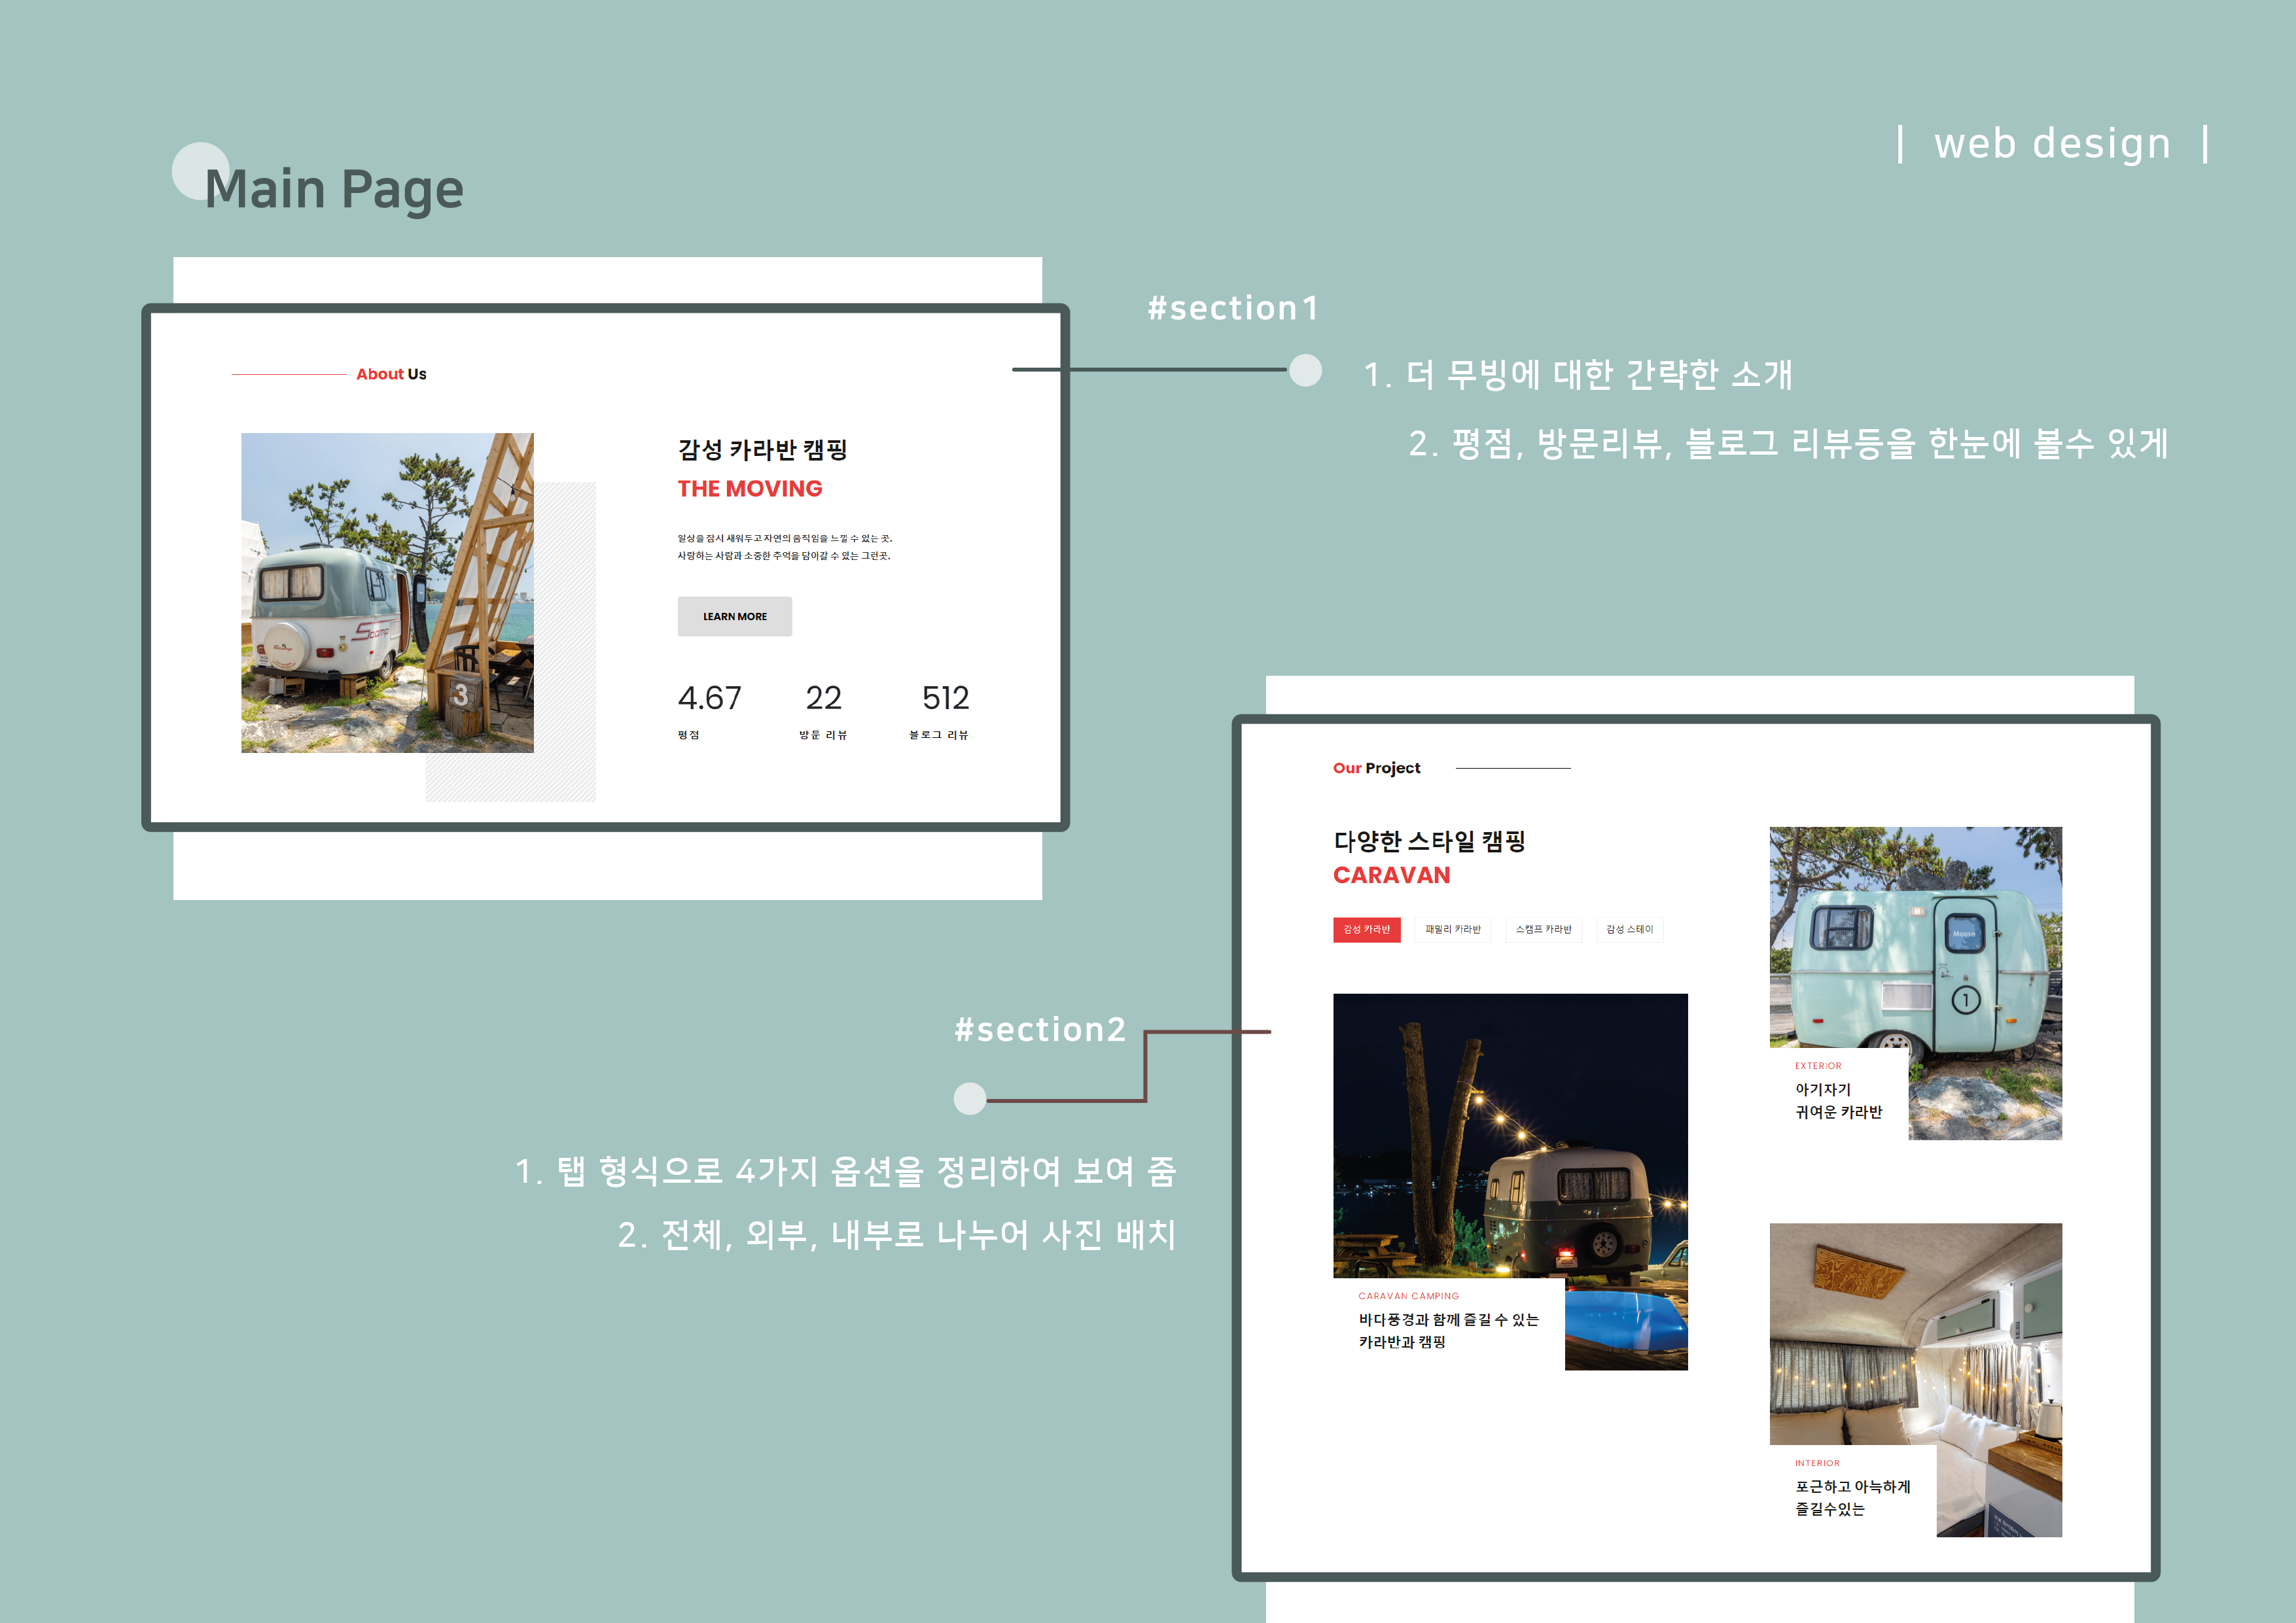 | web design |
Main Page
#section1
1. 더 무빙에 대한 간략한 소개
2. 평점, 방문리뷰, 블로그 리뷰등을 한눈에 볼수 있게
About Us
감성 카라반 캠핑
THE MOVING
일상을 잠시 새워두고 자연의 움직임을 느낄 수 있는 곳.
사랑하는 사람과 소중한 추억을 담아갈 수 있는 그런곳.
LEARN MORE
4.67 22 512
평점 방문 리뷰 블로그 리뷰
Scamp
3
Our Project
다양한 스타일 캠핑
CARAVAN
감성 카라반 패밀리 카라반 스캠프 카라반 감성 스테이
Mouse
1
EXTERIOR
아기자기
귀여운 카라반
CARAVAN CAMPING
바다풍경과 함께 즐길 수 있는
카라반과 캠핑
INTERIOR
포근하고 아늑하게
즐길수있는
#section2
1. 탭 형식으로 4가지 옵션을 정리하여 보여 줌
2. 전체, 외부, 내부로 나누어 사진 배치